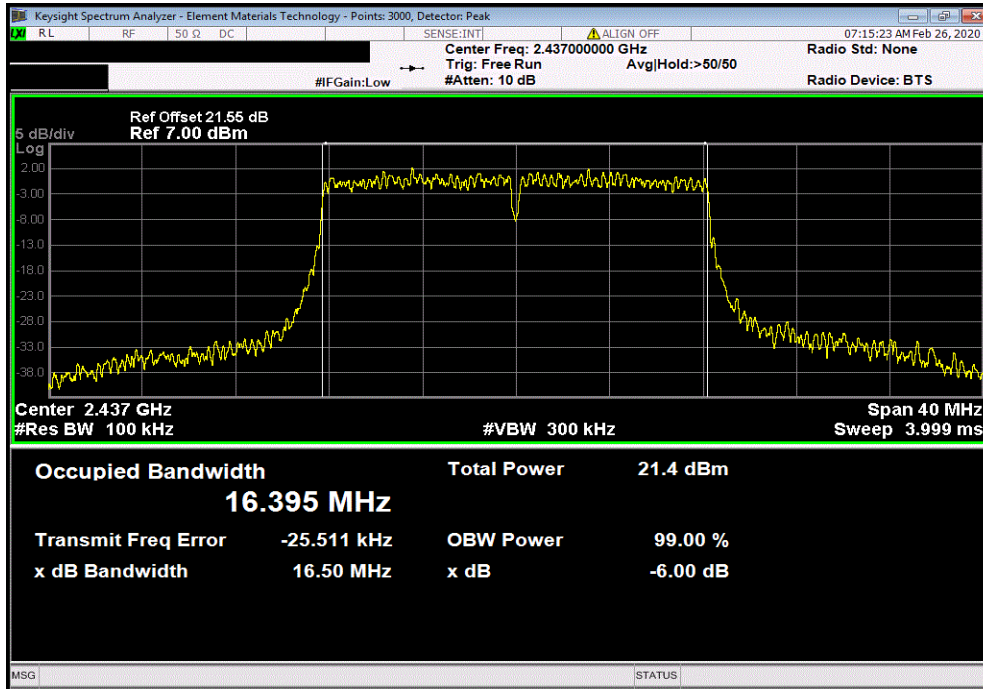 Keysight Spectrum Analyzer - Element Materials Technology - Points: 3000, Detector: Peak
LXI RL RF 50 Ω DC SENSE:INT ALIGN OFF 07:15:23 AM Feb 26, 2020
Center Freq: 2.437000000 GHz Radio Std: None
Trig: Free Run Avg|Hold:>50/50
#IFGain:Low #Atten: 10 dB Radio Device: BTS
Ref Offset 21.55 dB
5 dB/div Ref 7.00 dBm
Log
2.00
-3.00
-8.00
-13.0
-18.0
-23.0
-28.0
-33.0
-38.0
Center 2.437 GHz Span 40 MHz
#Res BW 100 kHz #VBW 300 kHz Sweep 3.999 ms
Occupied Bandwidth Total Power 21.4 dBm
16.395 MHz
Transmit Freq Error -25.511 kHz OBW Power 99.00 %
x dB Bandwidth 16.50 MHz x dB -6.00 dB
MSG STATUS